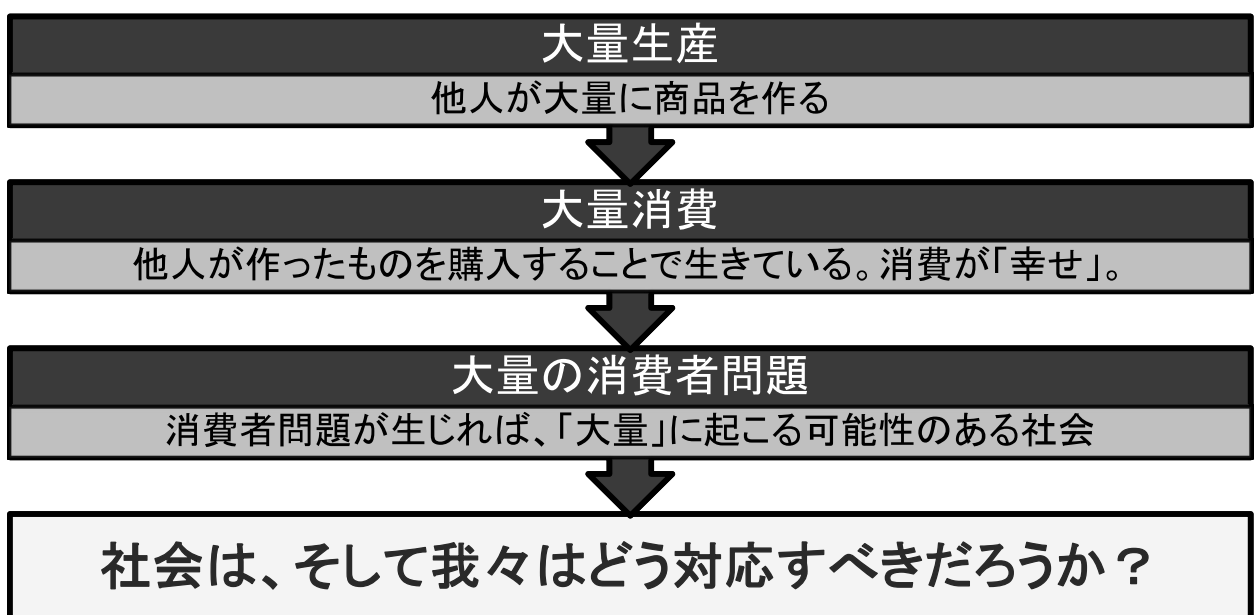 大量生産
他人が大量に商品を作る
大量消費
他人が作ったものを購入することで生きている。消費が「幸せ」。
大量の消費者問題
消費者問題が生じれば、「大量」に起こる可能性のある社会
社会は、そして我々はどう対応すべきだろうか？